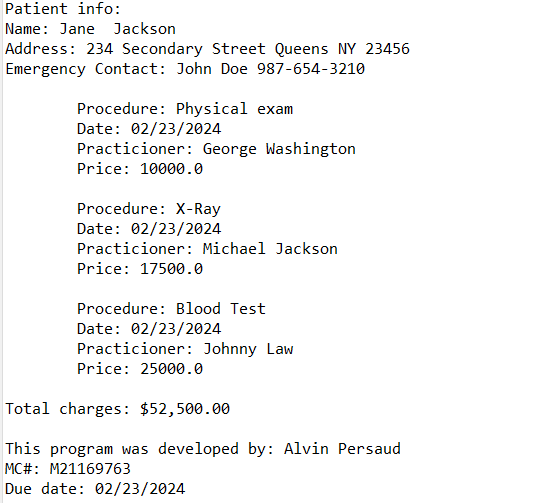 Patient info:
Name: Jane  Jackson
Address: 234 Secondary Street Queens NY 23456
Emergency Contact: John Doe 987-654-3210
Procedure: Physical exam
Date: 02/23/2024
Practicioner: George Washington
Price: 10000.0
Procedure: X-Ray
Date: 02/23/2024
Practicioner: Michael Jackson
Price: 17500.0
Procedure: Blood Test
Date: 02/23/2024
Practicioner: Johnny Law
Price: 25000.0
Total charges: $52,500.00
This program was developed by: Alvin Persaud
MC#: M21169763
Due date: 02/23/2024